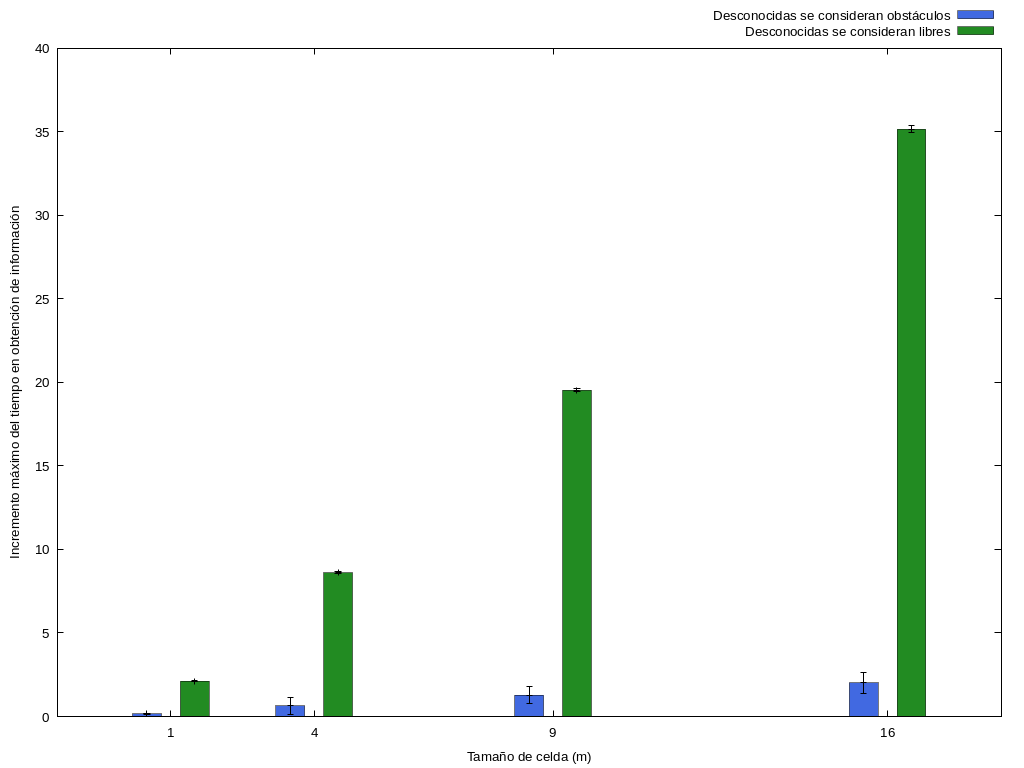 Desconocidas se consideran obstáculos
Desconocidas se consideran libres
40
35
30
25
20
15
10
5
0
Incremento máximo del tiempo en obtención de información
1 4 9 16
Tamaño de celda (m)